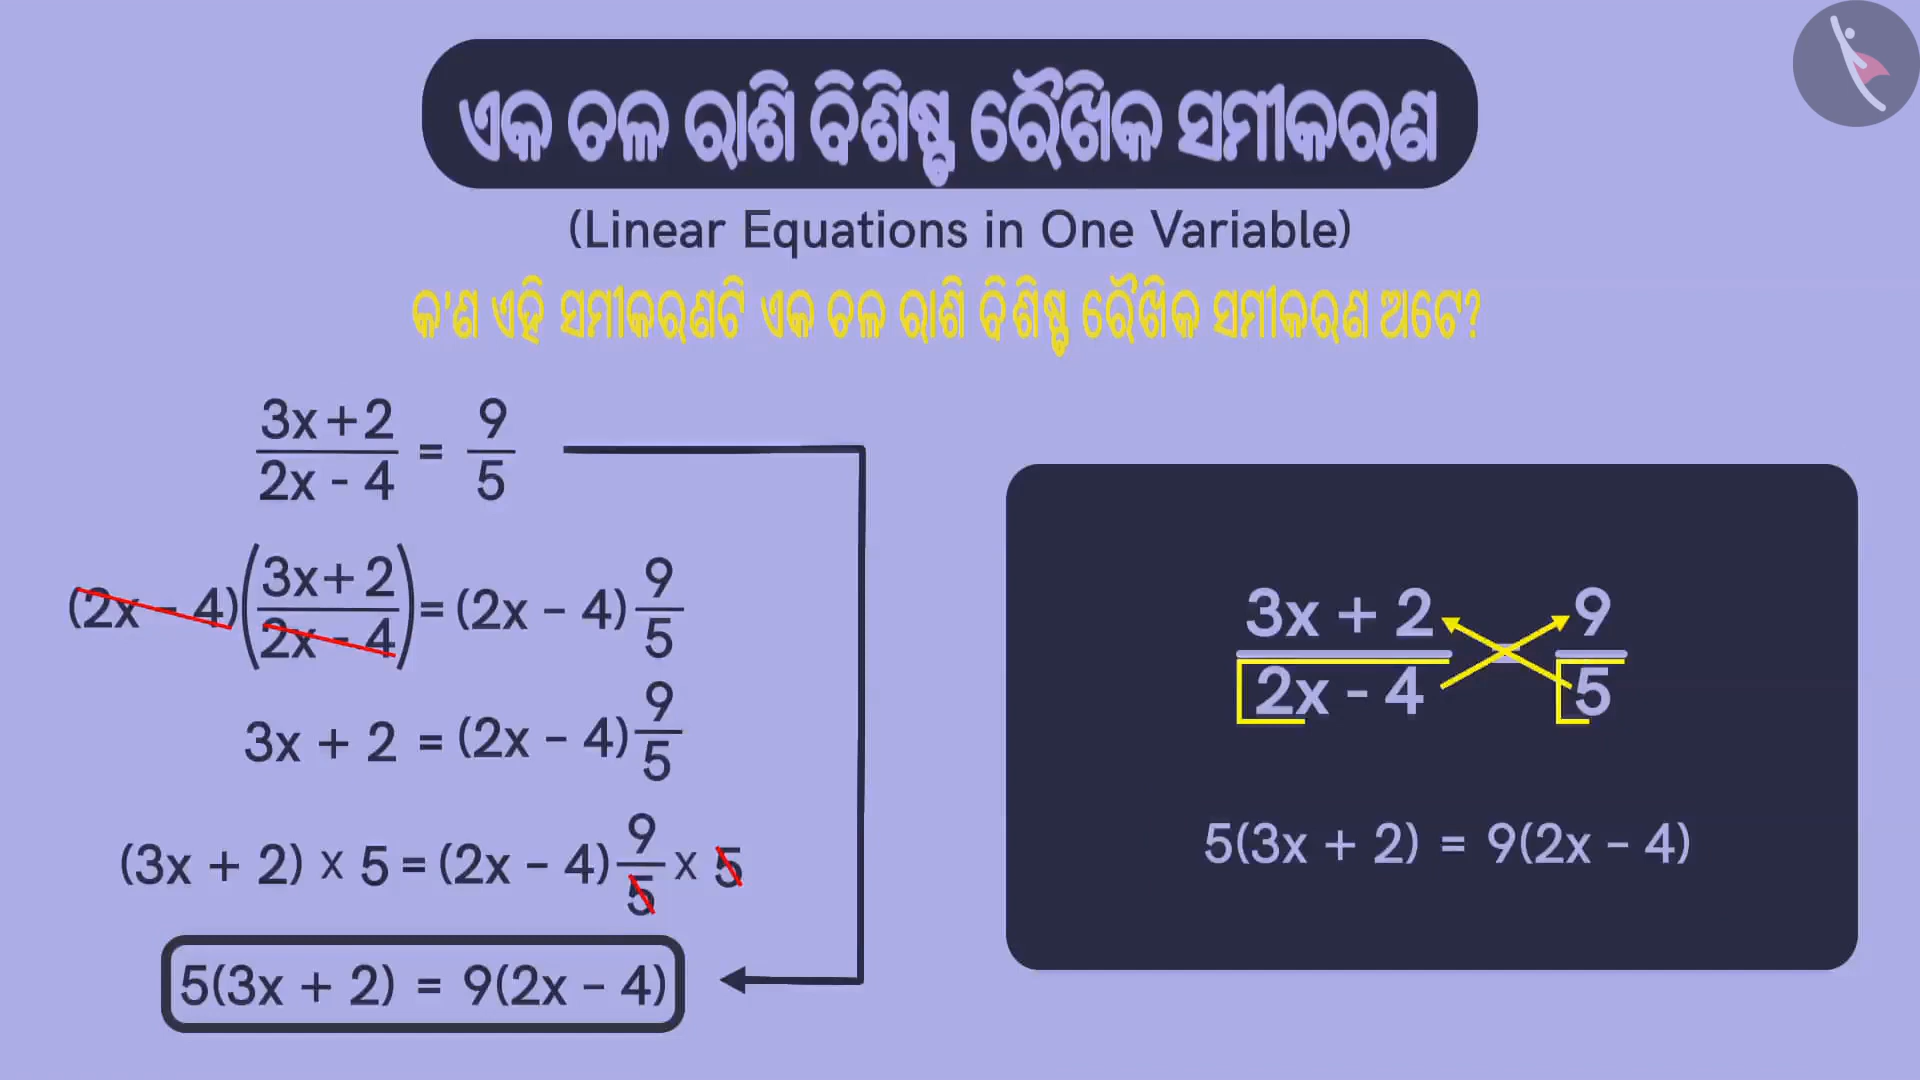 ଏକ ଚଳ ରାଶି ବିଶିଷ୍ଟ ରୈଖିକ ସମୀକରଣ
(Linear Equations in One Variable)
କ'ଣ ଏହି ସମୀକରଣଟି ଏକ ଚଳ ରାଶି ବିଶିଷ୍ଟ ରୈଖିକ ସମୀକରଣ ଅଟେ?
(3x+2)/(2x - 4) = 9/5
(2x - 4)((3x+2)/(2x - 4)) = (2x - 4) 9/5
3x + 2 = (2x - 4) 9/5
(3x + 2) x 5 = (2x - 4) 9/5 x 5
5(3x + 2) = 9(2x - 4)
(3x + 2)/(2x - 4) = 9/5
5(3x + 2) = 9(2x - 4)